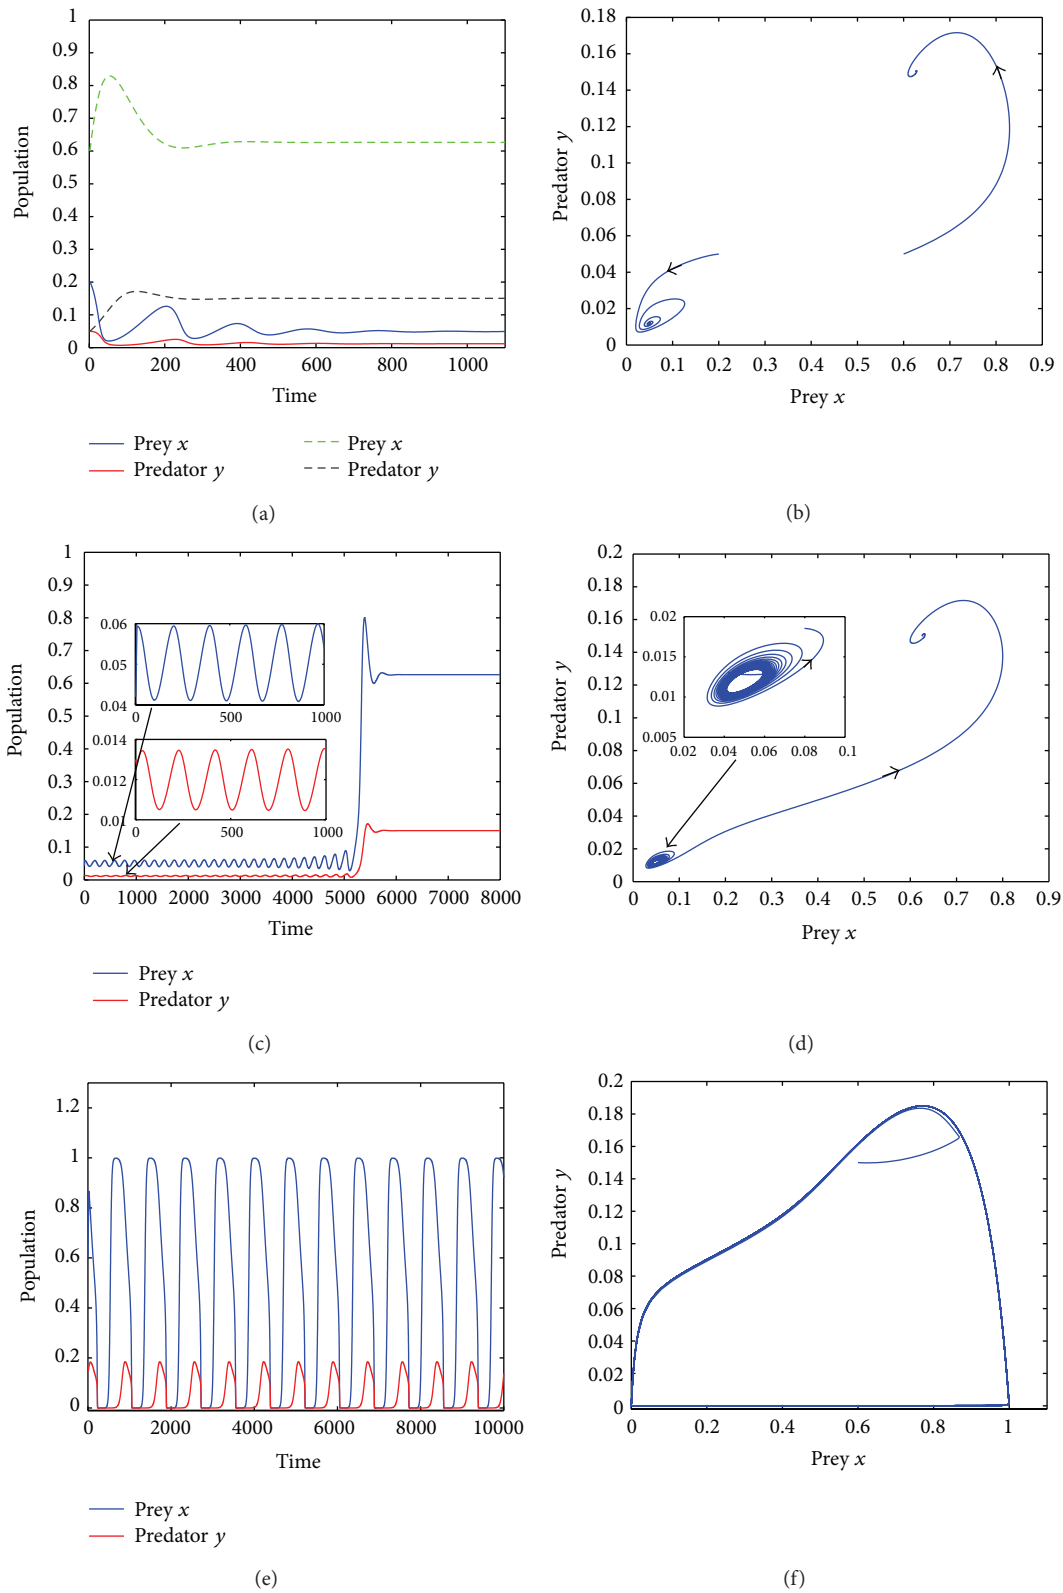 1
0.9
0.8
0.7
0.6
0.5
0.4
0.3
0.2
0.1
0
Population
0 200 400 600 800 1000
Time
Prey x
Predator y
Prey x
Predator y
(a)
0.18
0.16
0.14
0.12
0.1
0.08
0.06
0.04
0.02
0
Predator y
0 0.1 0.2 0.3 0.4 0.5 0.6 0.7 0.8 0.9
Prey x
(b)
1
0.9
0.8
0.7
0.6
0.5
0.4
0.3
0.2
0.1
0
Population
0.06
0.05
0.04
0 500 1000
0.014
0.012
0.01
0 500 1000
0 1000 2000 3000 4000 5000 6000 7000 8000
Time
Prey x
Predator y
(c)
0.2
0.18
0.16
0.14
0.12
0.1
0.08
0.06
0.04
0.02
0
Predator y
0.02
0.015
0.01
0.005
0.02 0.04 0.06 0.08 0.1
0 0.1 0.2 0.3 0.4 0.5 0.6 0.7 0.8 0.9
Prey x
(d)
1.2
1
0.8
0.6
0.4
0.2
0
Population
0 2000 4000 6000 8000 10000
Time
Prey x
Predator y
(e)
0.2
0.18
0.16
0.14
0.12
0.1
0.08
0.06
0.04
0.02
0
Predator y
0 0.2 0.4 0.6 0.8 1
Prey x
(f)